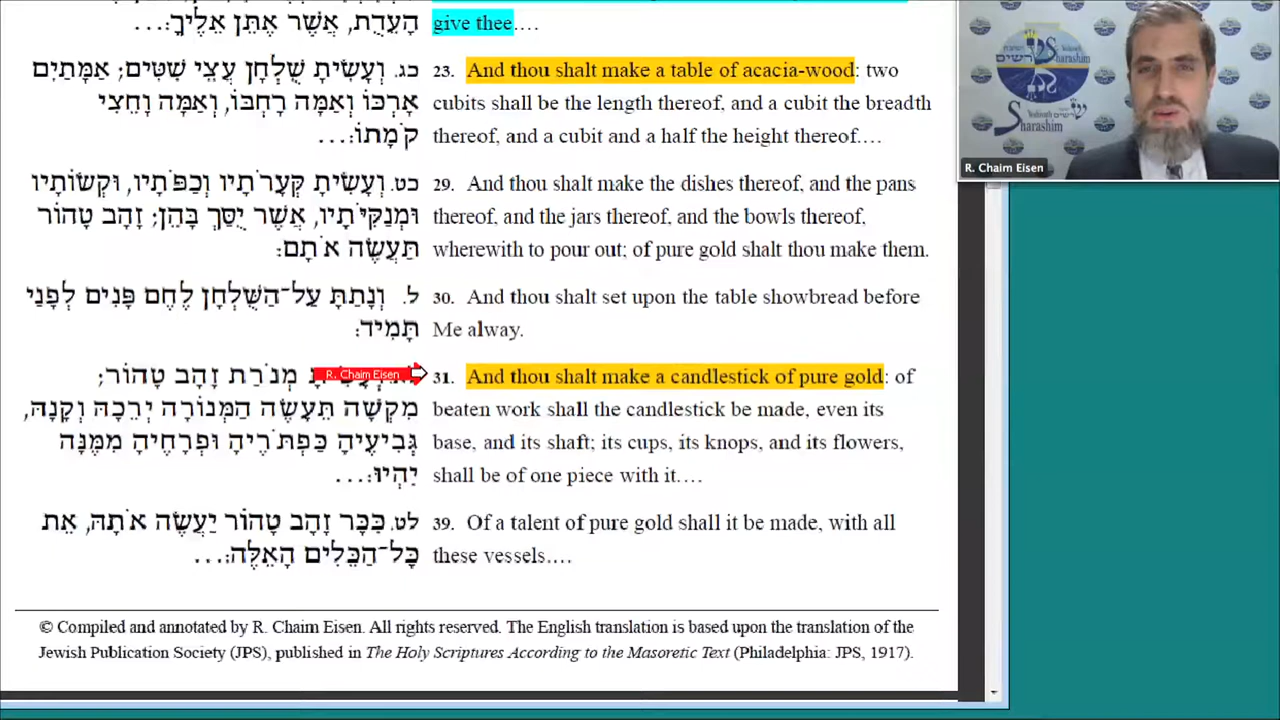 הָעֵדֻת, אֲשֶׁר אֶתֵּן אֵלֶיךָ:...
give thee....
כג. וְעָשִׂיתָ שֻׁלְחָן עֲצֵי שִׁטִּים; אַמָּתַיִם
אָרְכּוֹ וְאַמָּה רָחְבּוֹ, וְאַמָּה וָחֵצִי
קֹמָתוֹ:...
23. And thou shalt make a table of acacia-wood: two
cubits shall be the length thereof, and a cubit the breadth
thereof, and a cubit and a half the height thereof....
כט. וְעָשִׂיתָ קְּעָרֹתָיו וְכַפֹּתָיו, וּקְשׂוֹתָיו
וּמְנַקִּיֹּתָיו, אֲשֶׁר יֻסַּךְ בָּהֵן; זָהָב טָהוֹר
תַּעֲשֶׂה אֹתָם:
29. And thou shalt make the dishes thereof, and the pans
thereof, and the jars thereof, and the bowls thereof,
wherewith to pour out; of pure gold shalt thou make them.
ל. וְנָתַתָּ עַל־הַשֻּׁלְחָן לֶחֶם פָּנִים לְפָנַי
תָּמִיד:
30. And thou shalt set upon the table showbread before
Me alway.
מְנֹרַת זָהָב טָהוֹר;
מִקְשָׁה תֵּעָשֶׂה הַמְּנוֹרָה יְרֵכָהּ וְקָנָהּ,
גְּבִיעֶיהָ כַּפְתֹּרֶיהָ וּפְרָחֶיהָ מִמֶּנָּה
יִהְיוּ:...
R. Chaim Eisen
31. And thou shalt make a candlestick of pure gold: of
beaten work shall the candlestick be made, even its
base, and its shaft; its cups, its knops, and its flowers,
shall be of one piece with it....
לט. כִּכָּר זָהָב טָהוֹר יַעֲשֶׂה אֹתָהּ, אֵת
כָּל־הַכֵּלִים הָאֵלֶּה:...
39. Of a talent of pure gold shall it be made, with all
these vessels....
© Compiled and annotated by R. Chaim Eisen. All rights reserved. The English translation is based upon the translation of the
Jewish Publication Society (JPS), published in The Holy Scriptures According to the Masoretic Text (Philadelphia: JPS, 1917).
Yeshivath
Sharashim
שרשים
Yeshivath
Sharashim
R. Chaim Eisen